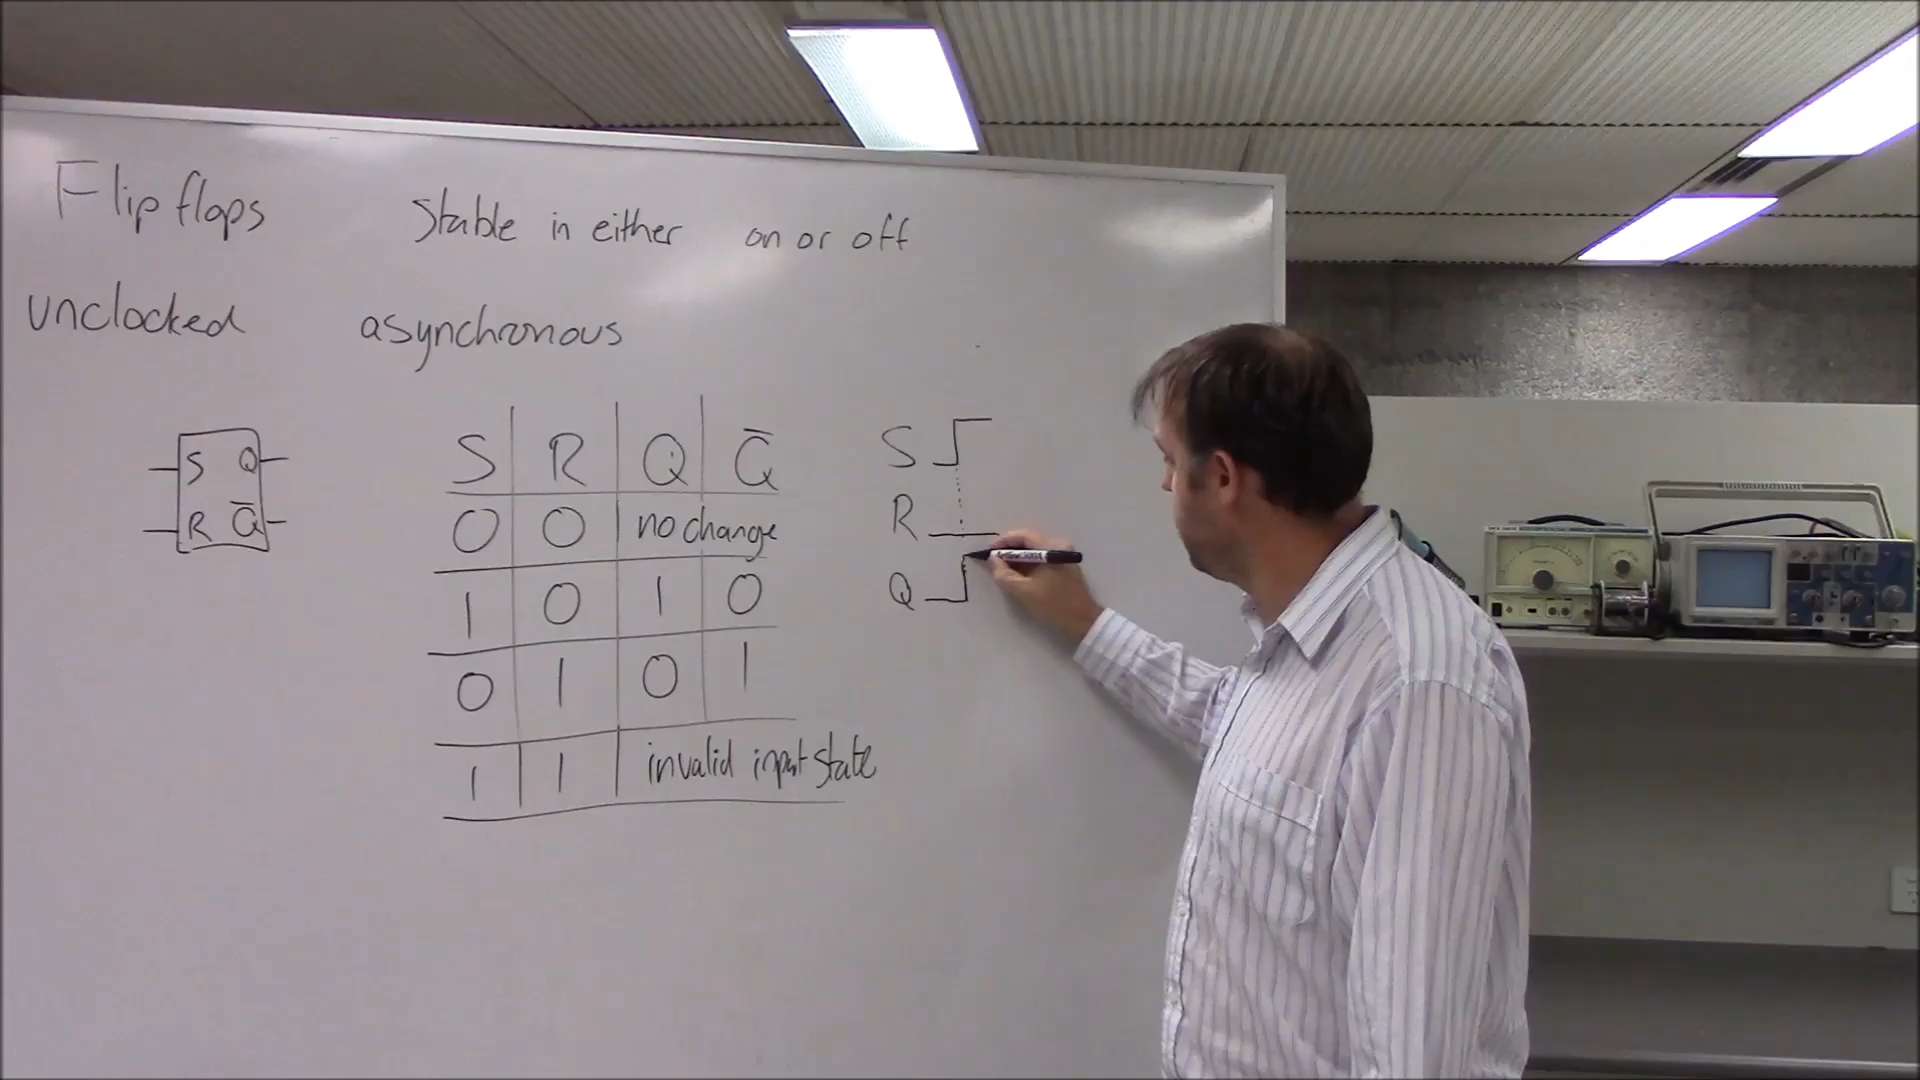 Flip flops stable in either on or off
unclocked asynchronous
S Q
R Q̅
S R Q Q̅
0 0 no change
1 0 1 0
0 1 0 1
1 1 invalid input state
S
R
Q